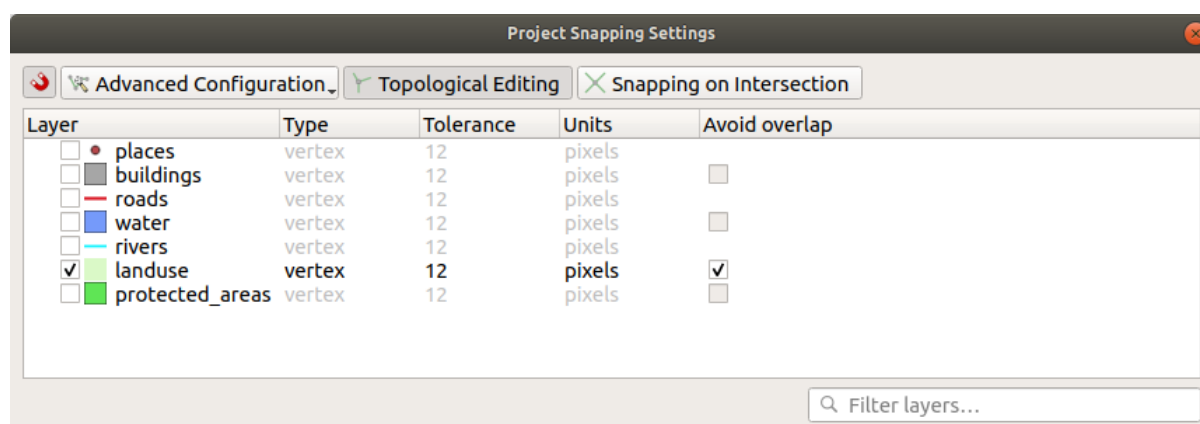 Project Snapping Settings
Advanced Configuration Topological Editing Snapping on Intersection
Layer Type Tolerance Units Avoid overlap
places vertex 12 pixels
buildings vertex 12 pixels
roads vertex 12 pixels
water vertex 12 pixels
rivers vertex 12 pixels
landuse vertex 12 pixels
protected_areas vertex 12 pixels
Filter layers...